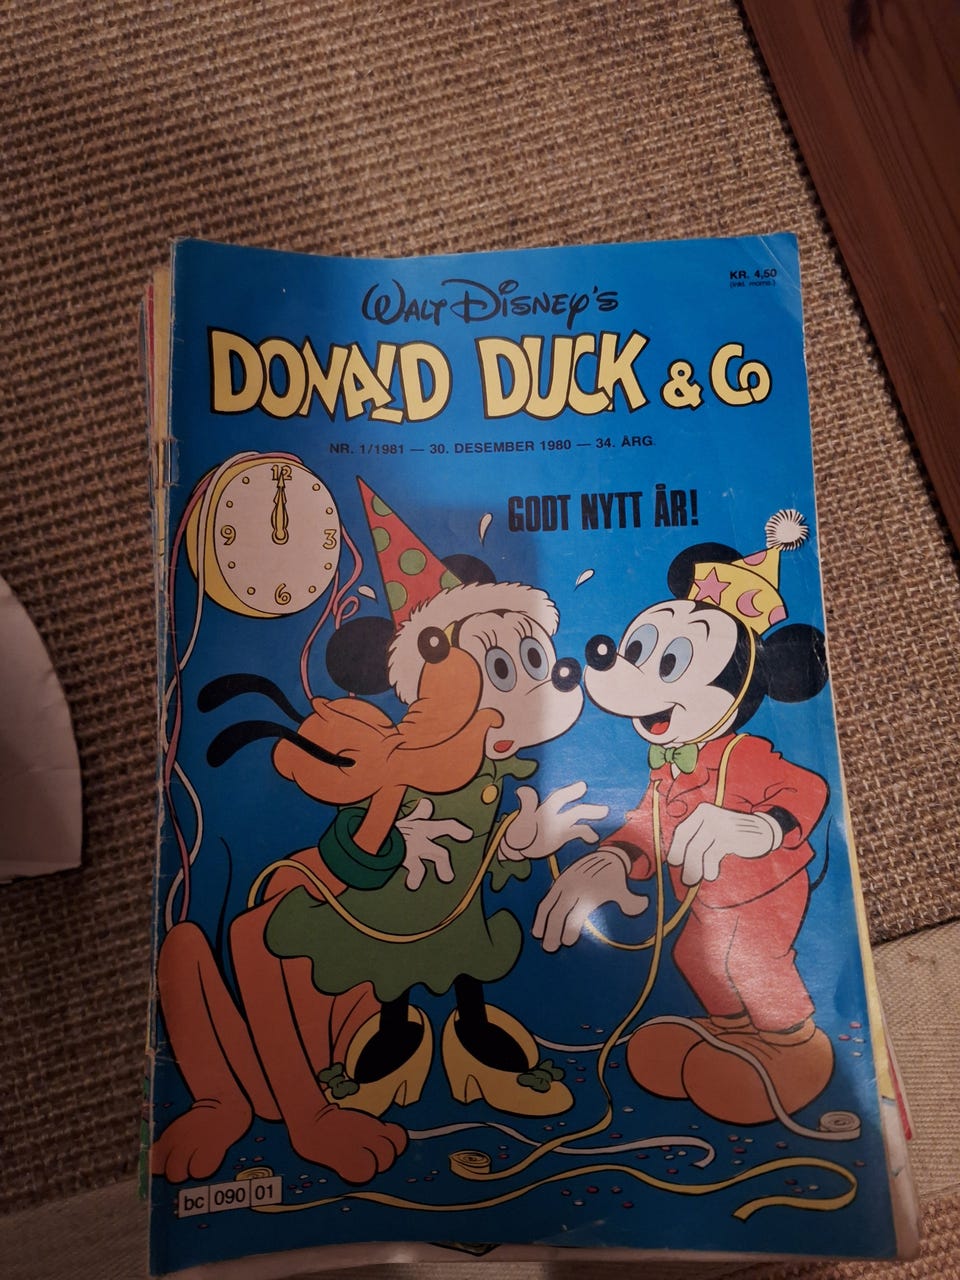 KR. 4,50
(inkl. moms.)
WALT DISNEY'S
DONALD DUCK & Co
NR. 1/1981 — 30. DESEMBER 1980 — 34. ÅRG.
GODT NYTT ÅR!
12
9 3
6
bc 090 01